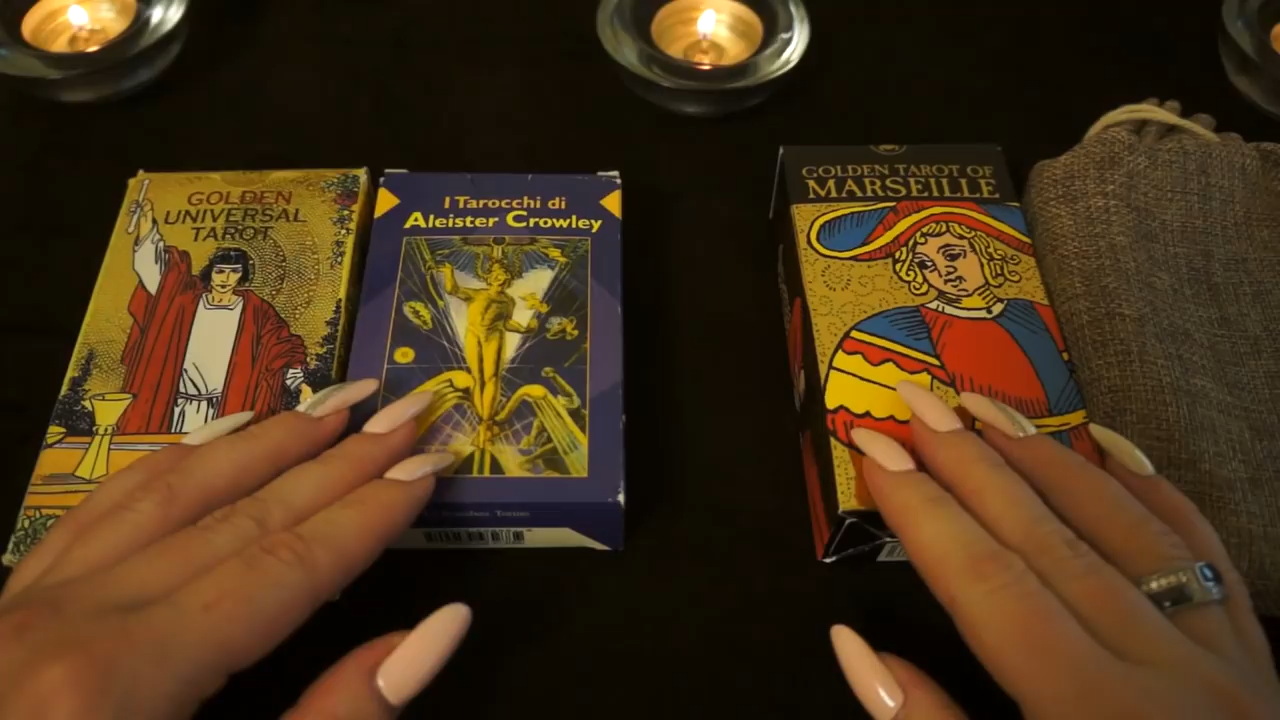 GOLDEN
UNIVERSAL
TAROT
I Tarocchi di
Aleister Crowley
GOLDEN TAROT OF
MARSEILLE